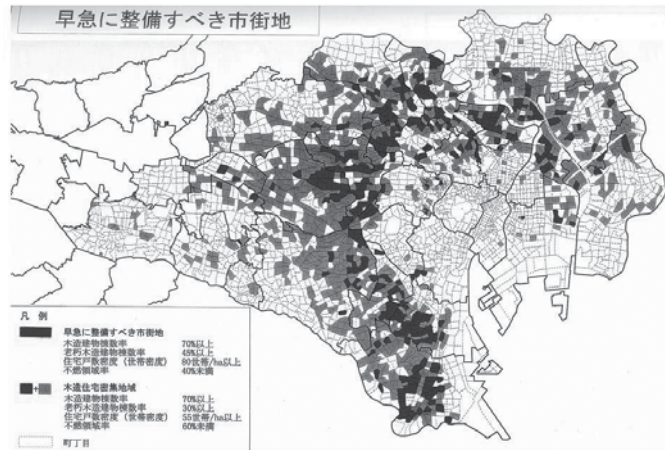 早急に整備すべき市街地
凡 例
早急に整備すべき市街地
木造建物棟数率 70%以上
老朽木造建物棟数率 45%以上
住宅戸数密度（世帯密度） 80世帯/ha以上
不燃領域率 40%未満
+ 木造住宅密集地域
木造建物棟数率 70%以上
老朽木造建物棟数率 30%以上
住宅戸数密度（世帯密度） 55世帯/ha以上
不燃領域率 60%未満
町丁目